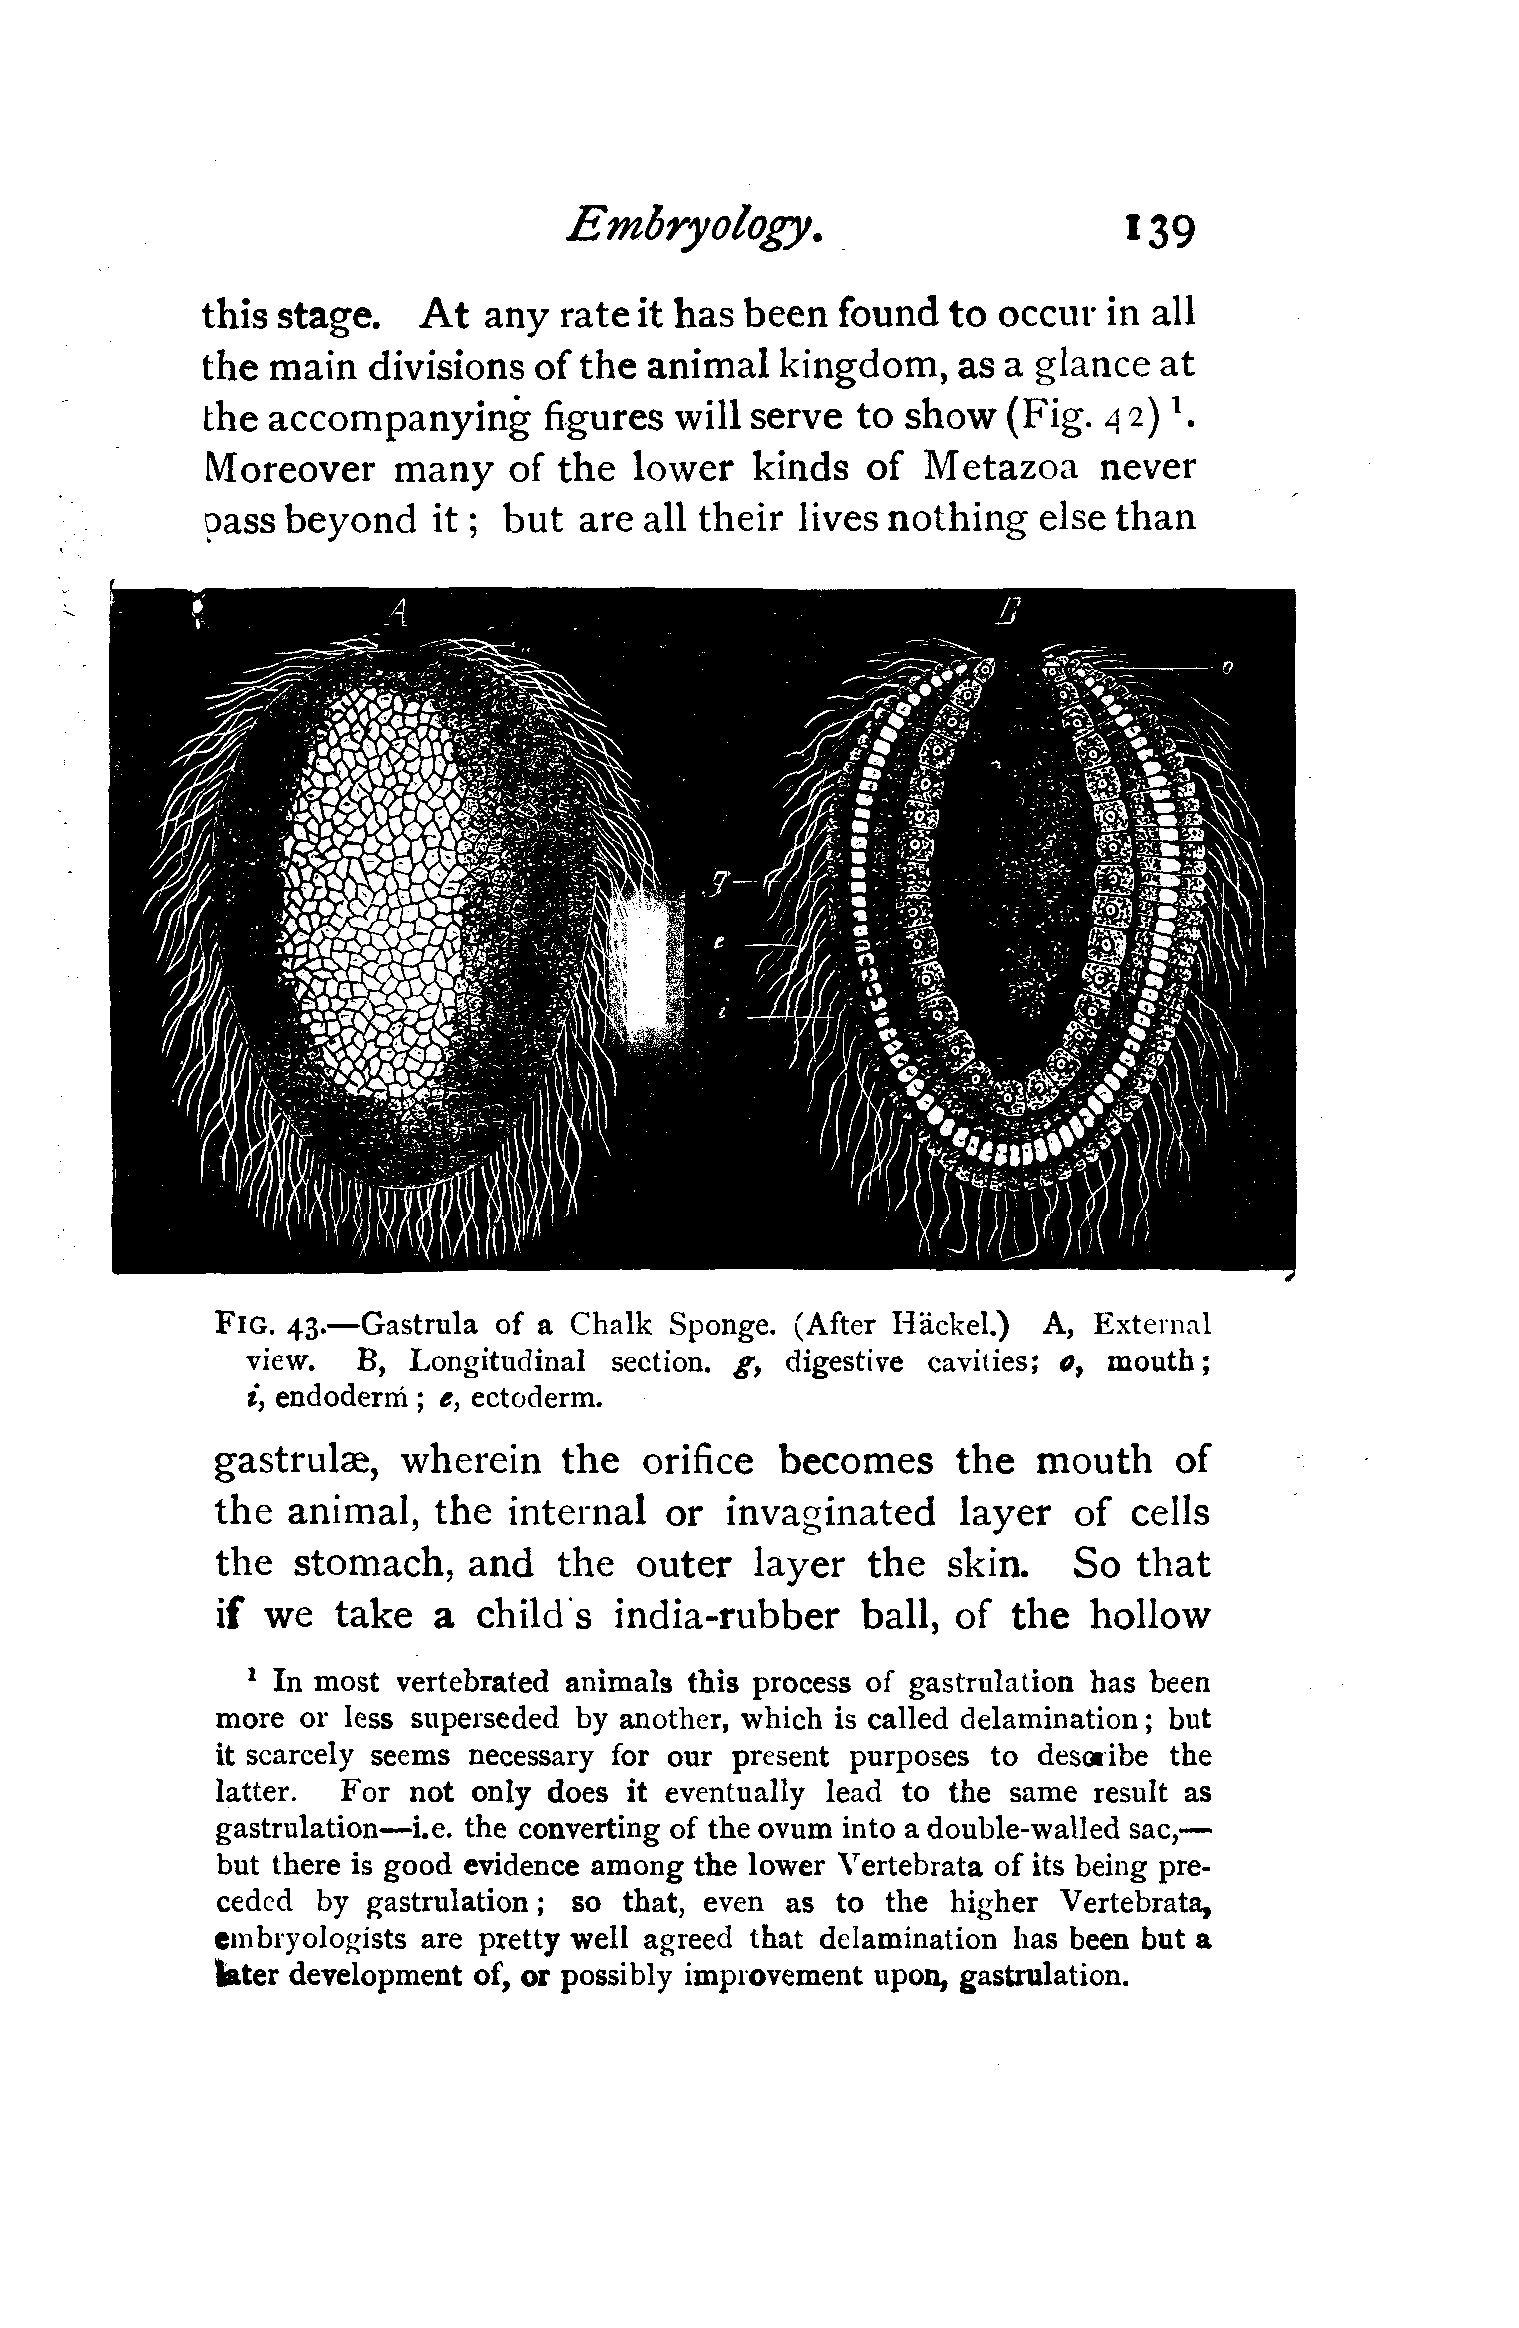 Embryology. 139
this stage. At any rate it has been found to occur in all
the main divisions of the animal kingdom, as a glance at
the accompanying figures will serve to show (Fig. 42) ¹.
Moreover many of the lower kinds of Metazoa never
pass beyond it ; but are all their lives nothing else than
A B
o
g
e
i
FIG. 43.—Gastrula of a Chalk Sponge. (After Häckel.) A, External
view. B, Longitudinal section. g, digestive cavities; o, mouth;
i, endoderm ; e, ectoderm.
gastrulæ, wherein the orifice becomes the mouth of
the animal, the internal or invaginated layer of cells
the stomach, and the outer layer the skin. So that
if we take a child's india-rubber ball, of the hollow
¹ In most vertebrated animals this process of gastrulation has been
more or less superseded by another, which is called delamination; but
it scarcely seems necessary for our present purposes to describe the
latter. For not only does it eventually lead to the same result as
gastrulation—i.e. the converting of the ovum into a double-walled sac,—
but there is good evidence among the lower Vertebrata of its being pre-
ceded by gastrulation; so that, even as to the higher Vertebrata,
embryologists are pretty well agreed that delamination has been but a
later development of, or possibly improvement upon, gastrulation.